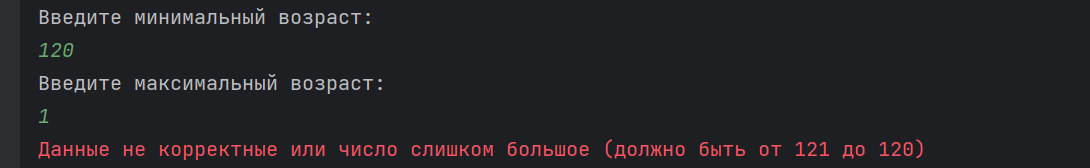 Введите минимальный возраст:
120
Введите максимальный возраст:
1
Данные не корректные или число слишком большое (должно быть от 121 до 120)